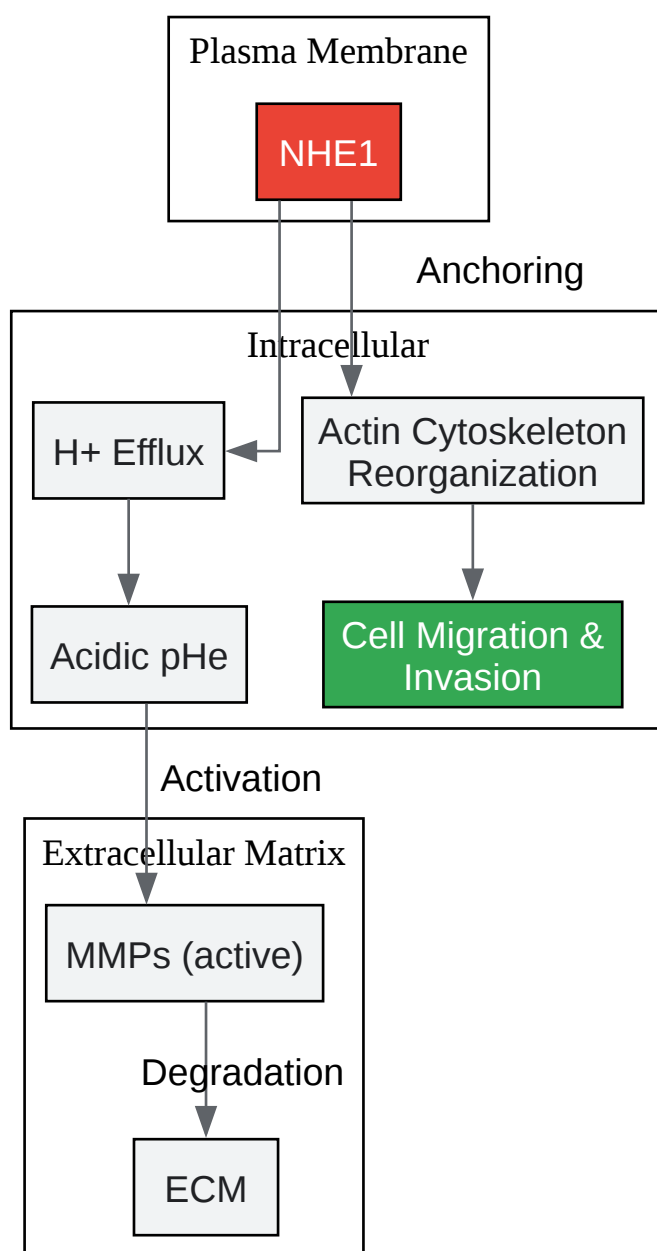 Plasma Membrane
NHE1
Anchoring
Intracellular
H+ Efflux
Actin Cytoskeleton
Reorganization
Acidic pHe
Cell Migration &
Invasion
Activation
Extracellular Matrix
MMPs (active)
Degradation
ECM